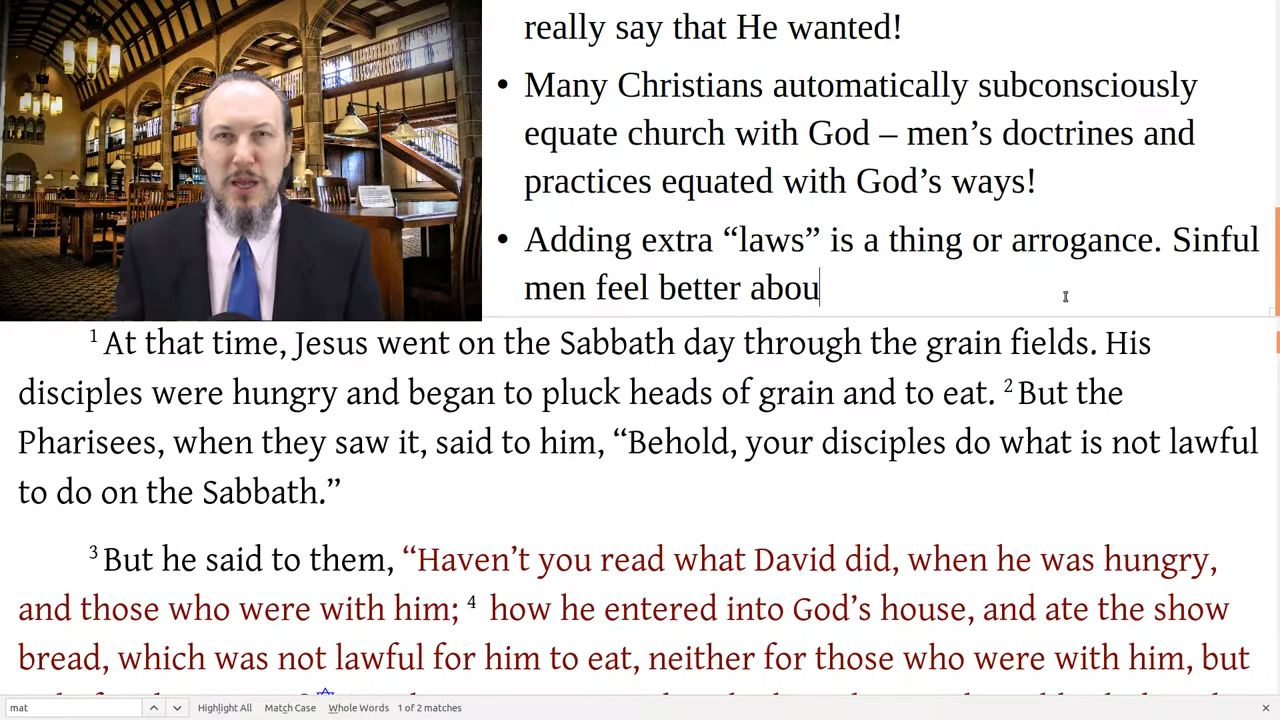 really say that He wanted!
• Many Christians automatically subconsciously
equate church with God – men’s doctrines and
practices equated with God’s ways!
• Adding extra “laws” is a thing or arrogance. Sinful
men feel better abou
1 At that time, Jesus went on the Sabbath day through the grain fields. His
disciples were hungry and began to pluck heads of grain and to eat. 2 But the
Pharisees, when they saw it, said to him, “Behold, your disciples do what is not lawful
to do on the Sabbath.”
3 But he said to them, “Haven’t you read what David did, when he was hungry,
and those who were with him; 4 how he entered into God’s house, and ate the show
bread, which was not lawful for him to eat, neither for those who were with him, but
mat Highlight All Match Case Whole Words 1 of 2 matches